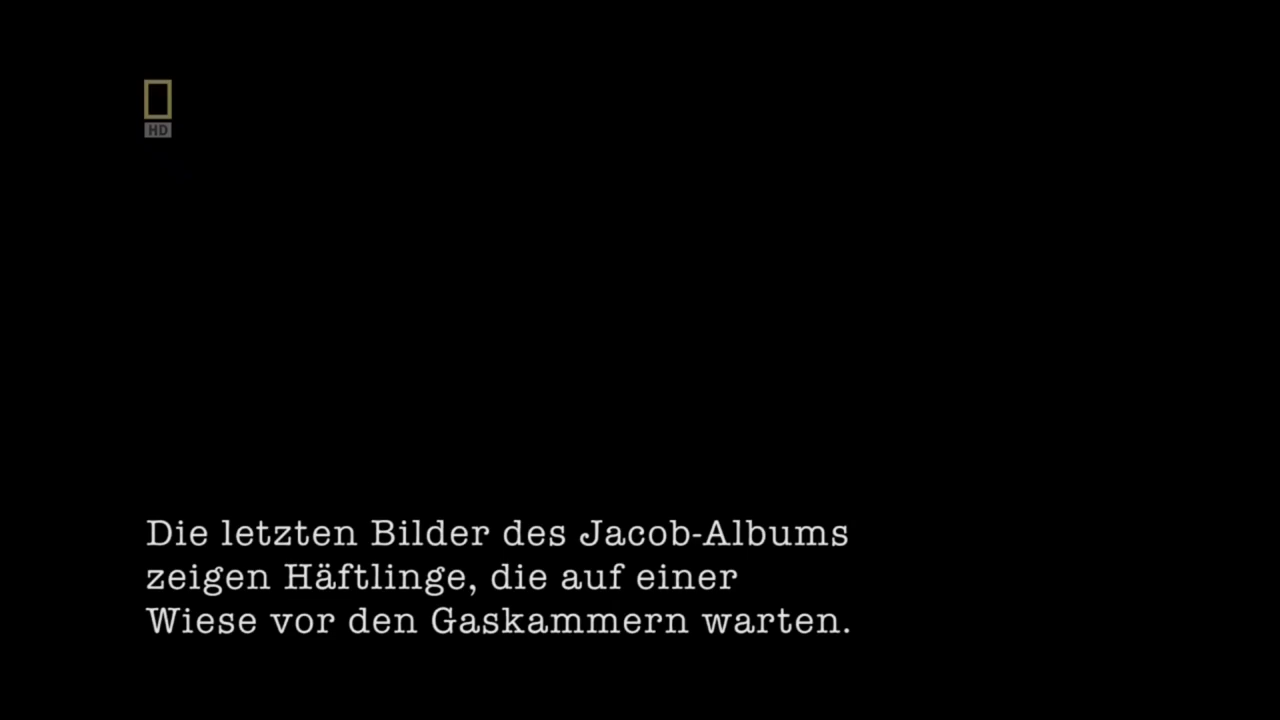 HD
Die letzten Bilder des Jacob-Albums
zeigen Häftlinge, die auf einer
Wiese vor den Gaskammern warten.